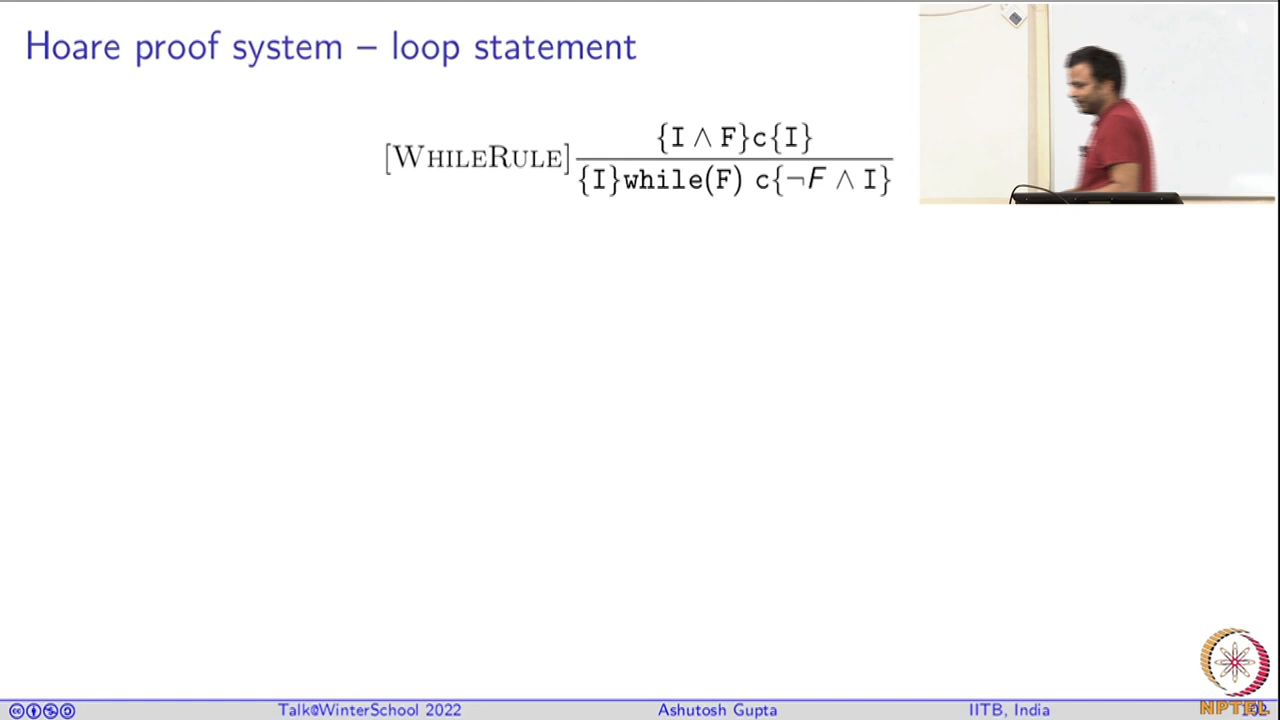 Hoare proof system – loop statement
{I ∧ F}c{I}
[WHILERULE]
{I}while(F) c{¬F ∧ I}
Talk@WinterSchool 2022 Ashutosh Gupta IITB, India
NPTEL